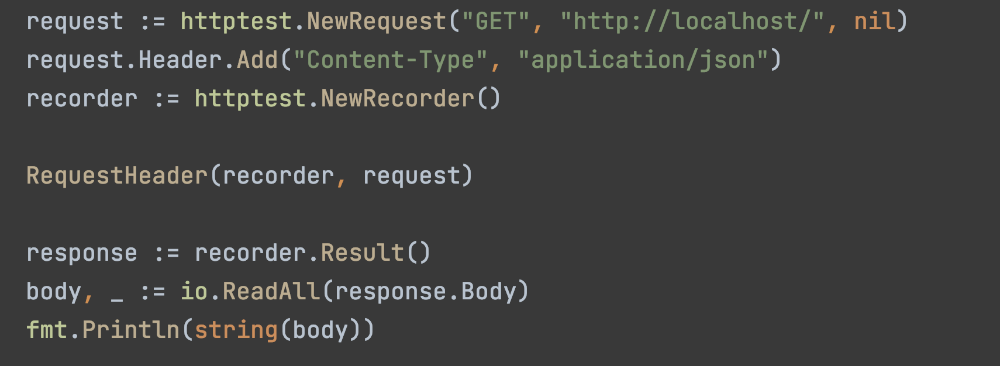 request := httptest.NewRequest("GET", "http://localhost/", nil)
request.Header.Add("Content-Type", "application/json")
recorder := httptest.NewRecorder()
RequestHeader(recorder, request)
response := recorder.Result()
body, _ := io.ReadAll(response.Body)
fmt.Println(string(body))